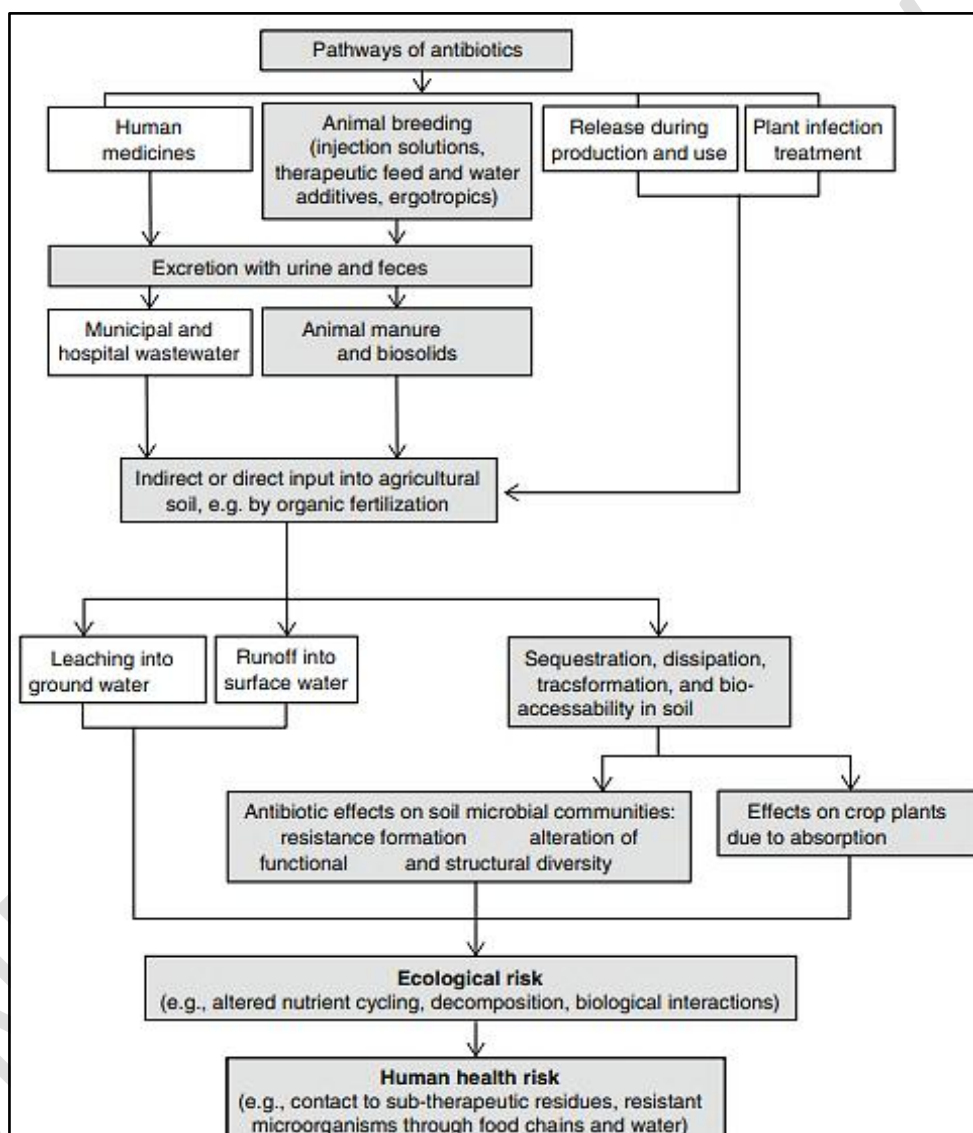 Pathways of antibiotics
Human
medicines
Animal breeding
(injection solutions,
therapeutic feed and water
additives, ergotropics)
Release during
production and use
Plant infection
treatment
Excretion with urine and feces
Municipal and
hospital wastewater
Animal manure
and biosolids
Indirect or direct input into agricultural
soil, e.g. by organic fertilization
Leaching into
ground water
Runoff into
surface water
Sequestration, dissipation,
tracsformation, and bio-
accessability in soil
Antibiotic effects on soil microbial communities:
resistance formation alteration of
functional and structural diversity
Effects on crop plants
due to absorption
Ecological risk
(e.g., altered nutrient cycling, decomposition, biological interactions)
Human health risk
(e.g., contact to sub-therapeutic residues, resistant
microorganisms through food chains and water)